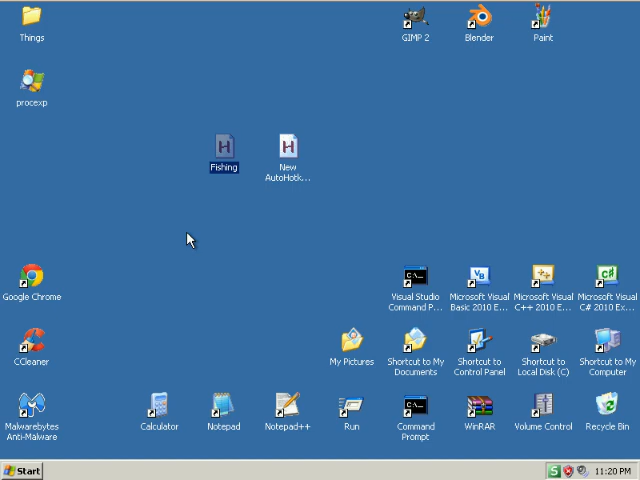 Things
GIMP 2
Blender
Paint
procexp
Fishing
New
AutoHotk...
Google Chrome
Visual Studio
Command P...
Microsoft Visual
Basic 2010 E...
Microsoft Visual
C++ 2010 E...
Microsoft Visual
C# 2010 Ex...
CCleaner
My Pictures
Shortcut to My
Documents
Shortcut to
Control Panel
Shortcut to
Local Disk (C)
Shortcut to My
Computer
Malwarebytes
Anti-Malware
Calculator
Notepad
Notepad++
Run
Command
Prompt
WinRAR
Volume Control
Recycle Bin
Start
11:20 PM